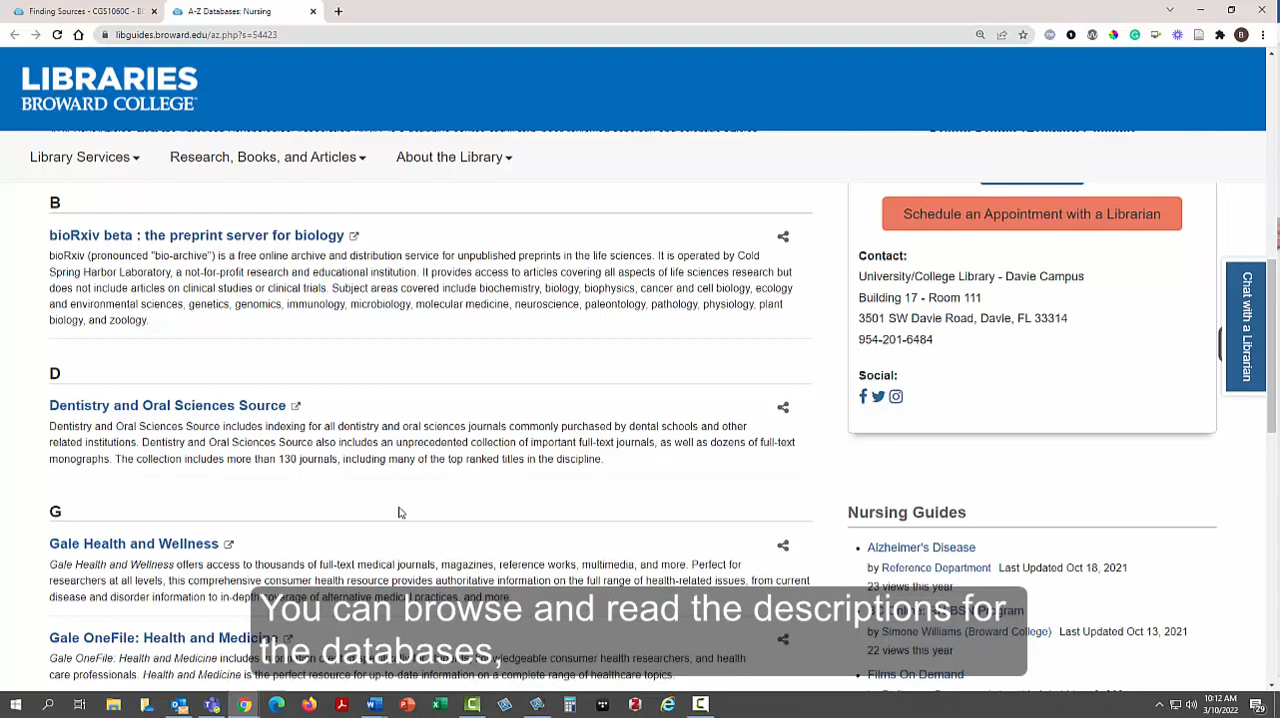 Finding Sources - CGS1060C - BC
A-Z Databases: Nursing
libguides.broward.edu/az.php?s=54423
B
LIBRARIES
BROWARD COLLEGE
Library Services
Research, Books, and Articles
About the Library
B
bioRxiv beta : the preprint server for biology
bioRxiv (pronounced "bio-archive") is a free online archive and distribution service for unpublished preprints in the life sciences. It is operated by Cold
Spring Harbor Laboratory, a not-for-profit research and educational institution. It provides access to articles covering all aspects of life sciences research but
does not include articles on clinical studies or clinical trials. Subject areas covered include biochemistry, biology, biophysics, cancer and cell biology, ecology
and environmental sciences, genetics, genomics, immunology, microbiology, molecular medicine, neuroscience, paleontology, pathology, physiology, plant
biology, and zoology.
D
Dentistry and Oral Sciences Source
Dentistry and Oral Sciences Source includes indexing for all dentistry and oral sciences journals commonly purchased by dental schools and other
related institutions. Dentistry and Oral Sciences Source also includes an unprecedented collection of important full-text journals, as well as dozens of full-text
monographs. The collection includes more than 130 journals, including many of the top ranked titles in the discipline.
G
Gale Health and Wellness
Gale Health and Wellness offers access to thousands of full-text medical journals, magazines, reference works, multimedia, and more. Perfect for
researchers at all levels, this comprehensive consumer health resource provides authoritative information on the full range of health-related issues, from current
disease and disorder information to in-depth coverage of alternative medical practices, and more.
Gale OneFile: Health and Medicine
Gale OneFile: Health and Medicine includes
knowledgeable consumer health researchers, and health
care professionals. Health and Medicine is the perfect resource for up-to-date information on a complete range of healthcare topics.
Schedule an Appointment with a Librarian
Contact:
University/College Library - Davie Campus
Building 17 - Room 111
3501 SW Davie Road, Davie, FL 33314
954-201-6484
Social:
Chat with a Librarian
Nursing Guides
Alzheimer's Disease
by Reference Department Last Updated Oct 18, 2021
23 views this year
Program
by Simone Williams (Broward College) Last Updated Oct 13, 2021
22 views this year
Films On Demand
You can browse and read the descriptions for
the databases,
10:12 AM
3/10/2022
29